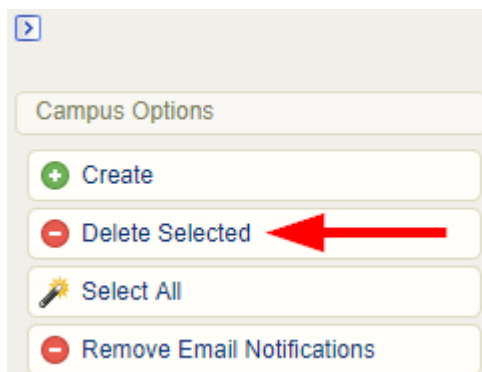 Campus Options
Create
Delete Selected
Select All
Remove Email Notifications